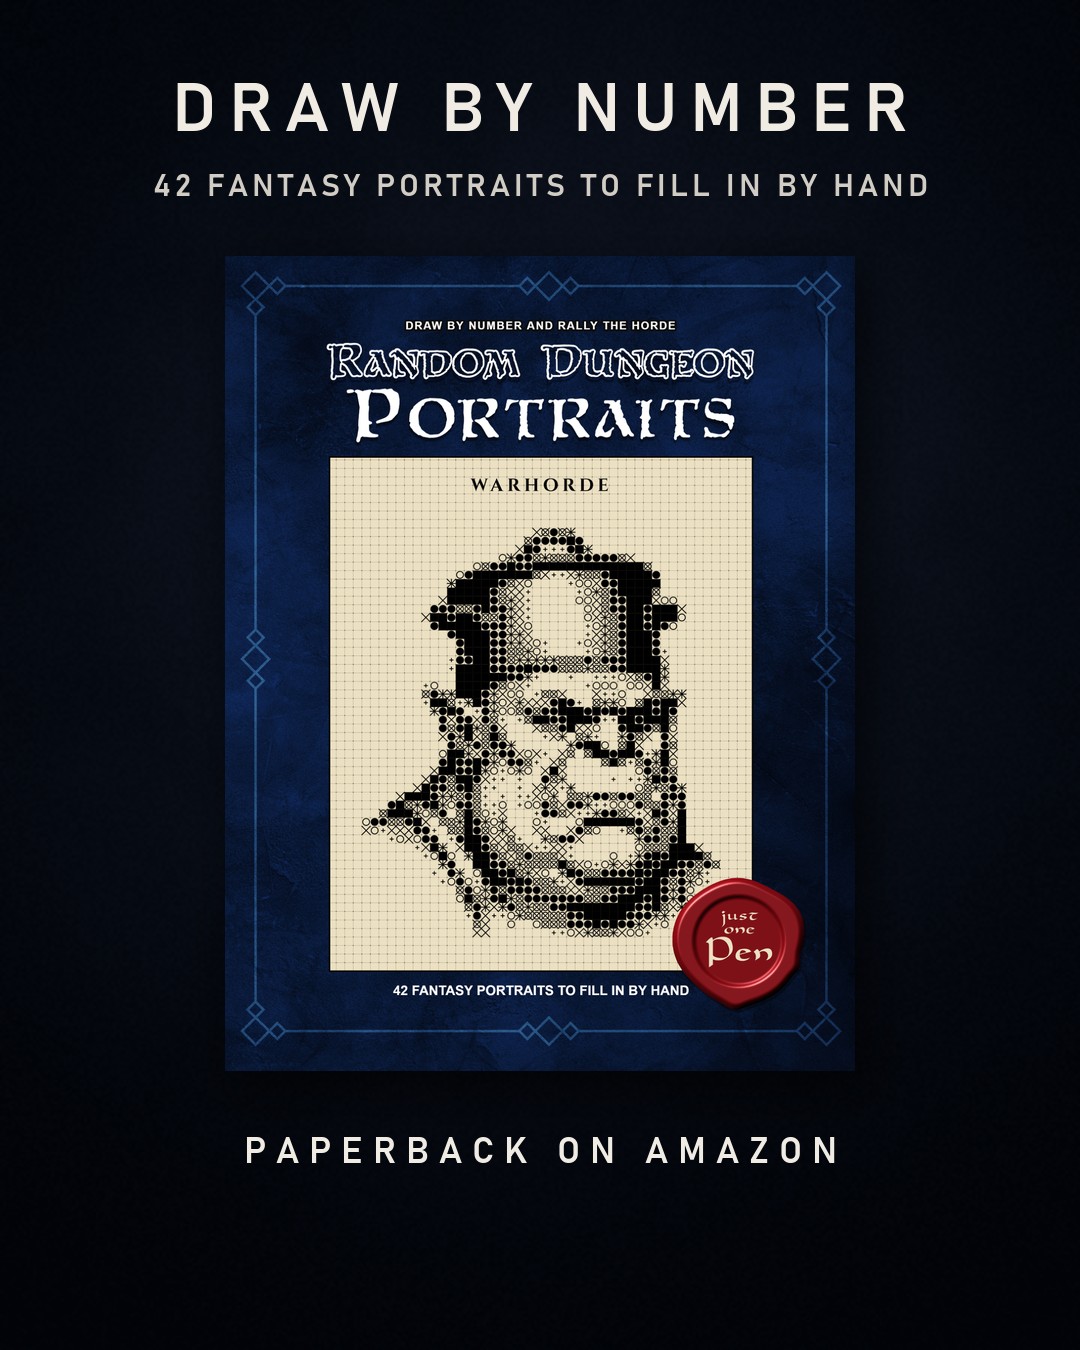 DRAW BY NUMBER
42 FANTASY PORTRAITS TO FILL IN BY HAND
DRAW BY NUMBER AND RALLY THE HORDE
RANDOM DUNGEON
PORTRAITS
WARHORDE
just
one
Pen
42 FANTASY PORTRAITS TO FILL IN BY HAND
PAPERBACK ON AMAZON